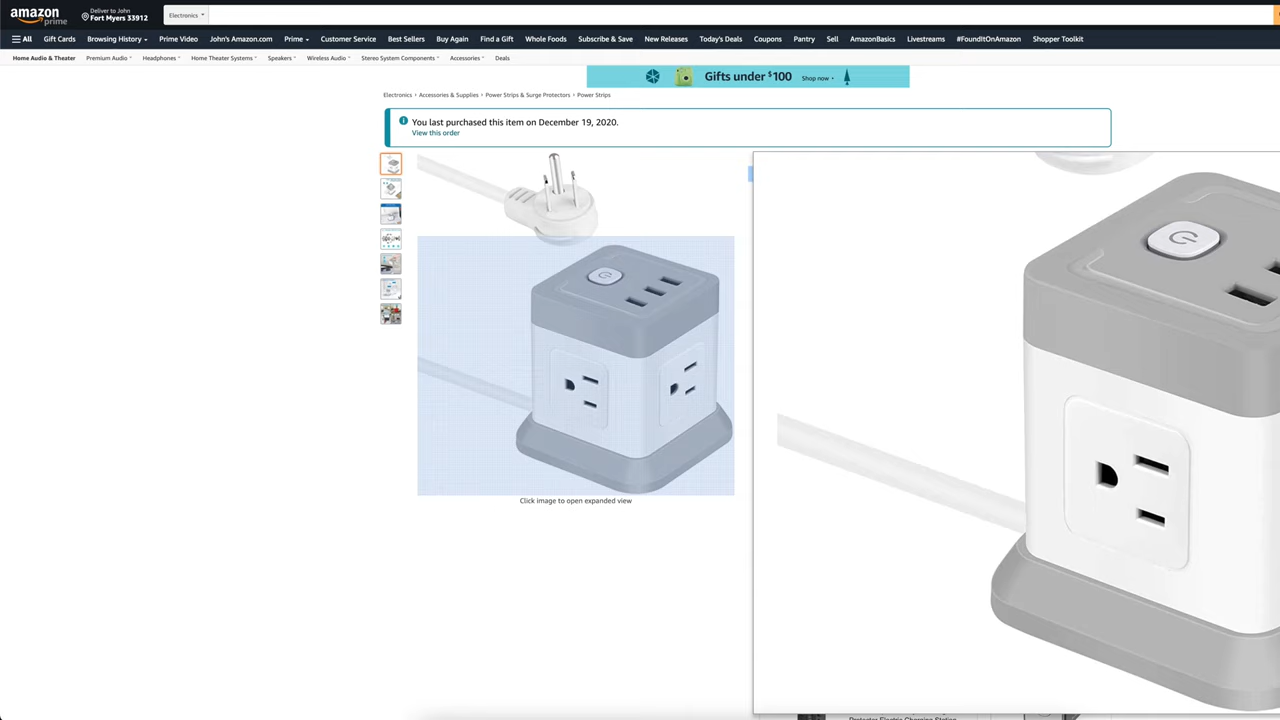 amazon
prime
Deliver to John
Fort Myers 33912
Electronics
All Gift Cards Browsing History Prime Video John's Amazon.com Prime Customer Service Best Sellers Buy Again Find a Gift Whole Foods Subscribe & Save New Releases Today's Deals Coupons Pantry Sell AmazonBasics Livestreams #FoundItOnAmazon Shopper Toolkit
Home Audio & Theater Premium Audio Headphones Home Theater Systems Speakers Wireless Audio Stereo System Components Accessories Deals
Gifts under $100 Shop now
Electronics › Accessories & Supplies › Power Strips & Surge Protectors › Power Strips
You last purchased this item on December 19, 2020.
View this order
Click image to open expanded view
Protector Electric Charging Station